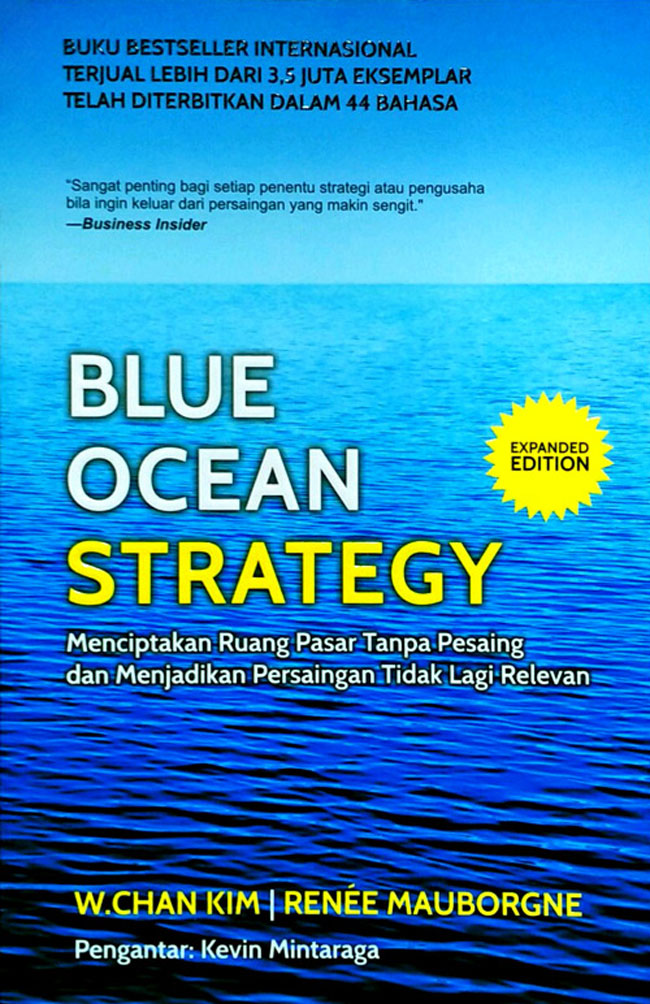 BUKU BESTSELLER INTERNASIONAL
TERJUAL LEBIH DARI 3,5 JUTA EKSEMPLAR
TELAH DITERBITKAN DALAM 44 BAHASA
"Sangat penting bagi setiap penentu strategi atau pengusaha
bila ingin keluar dari persaingan yang makin sengit."
—Business Insider
BLUE
OCEAN
STRATEGY
EXPANDED
EDITION
Menciptakan Ruang Pasar Tanpa Pesaing
dan Menjadikan Persaingan Tidak Lagi Relevan
W.CHAN KIM | RENÉE MAUBORGNE
Pengantar: Kevin Mintaraga